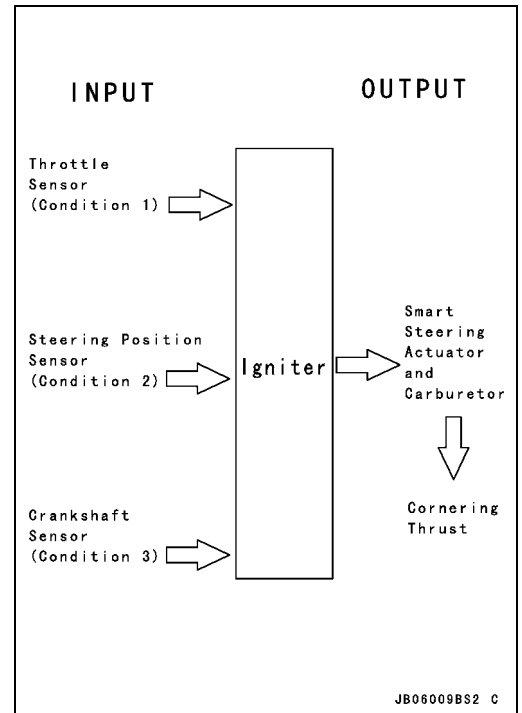 INPUT
OUTPUT
Throttle
Sensor
(Condition 1)
Steering Position
Sensor
(Condition 2)
Crankshaft
Sensor
(Condition 3)
Igniter
Smart
Steering
Actuator
and
Carburetor
Cornering
Thrust
JB06009BS2 C